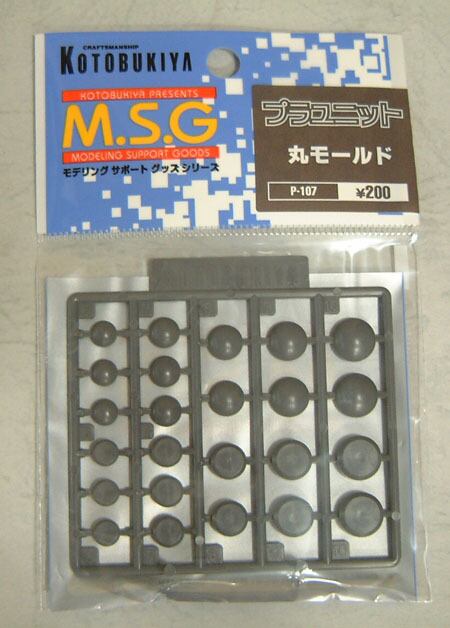 CRAFTSMANSHIP
KOTOBUKIYA
KOTOBUKIYA PRESENTS
M.S.G
MODELING SUPPORT GOODS
モデリング サポート グッズ シリーズ
プラユニット
丸モールド
P-107 ¥200
KOTOBUKIYA